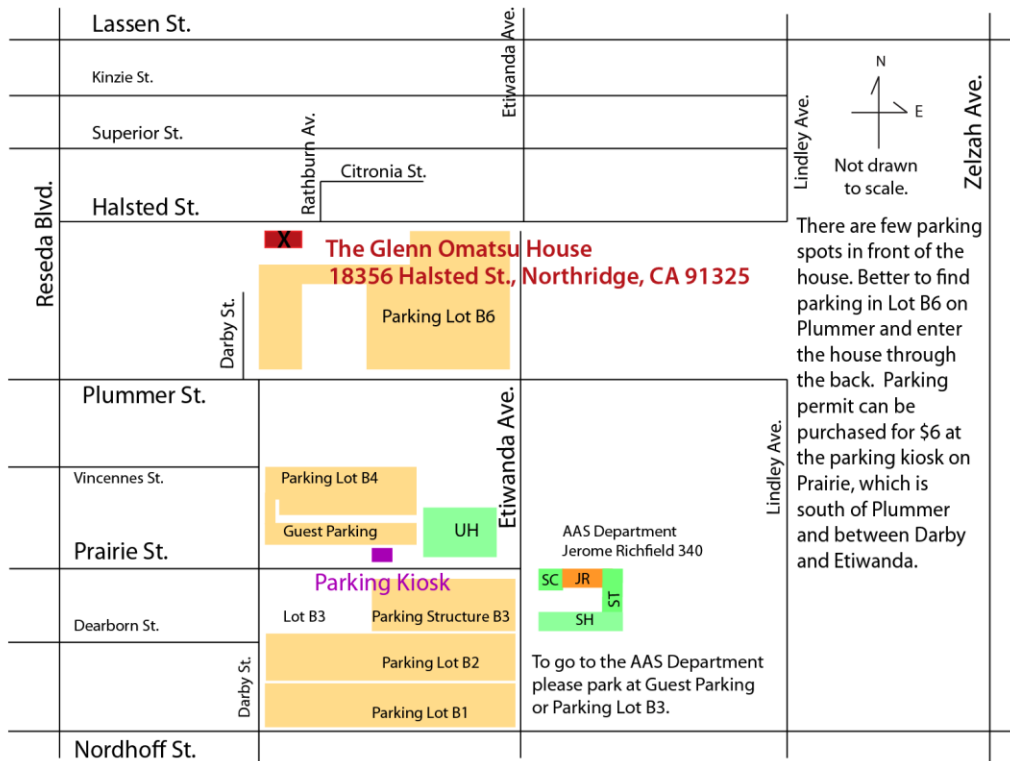 Lassen St.
Kinzie St.
Superior St.
Halsted St.
Reseda Blvd.
Rathburn Av.
Citronia St.
Etiwanda Ave.
Lindley Ave.
Zelzah Ave.
N
E
Not drawn
to scale.
X
The Glenn Omatsu House
18356 Halsted St., Northridge, CA 91325
Parking Lot B6
Darby St.
Plummer St.
Etiwanda Ave.
Lindley Ave.
There are few parking
spots in front of the
house. Better to find
parking in Lot B6 on
Plummer and enter
the house through
the back.  Parking
permit can be
purchased for $6 at
the parking kiosk on
Prairie, which is
south of Plummer
and between Darby
and Etiwanda.
Vincennes St.
Parking Lot B4
Guest Parking
UH
Prairie St.
Parking Kiosk
AAS Department
Jerome Richfield 340
SC
JR
ST
SH
Dearborn St.
Lot B3
Parking Structure B3
Parking Lot B2
Parking Lot B1
Darby St.
To go to the AAS Department
please park at Guest Parking
or Parking Lot B3.
Nordhoff St.